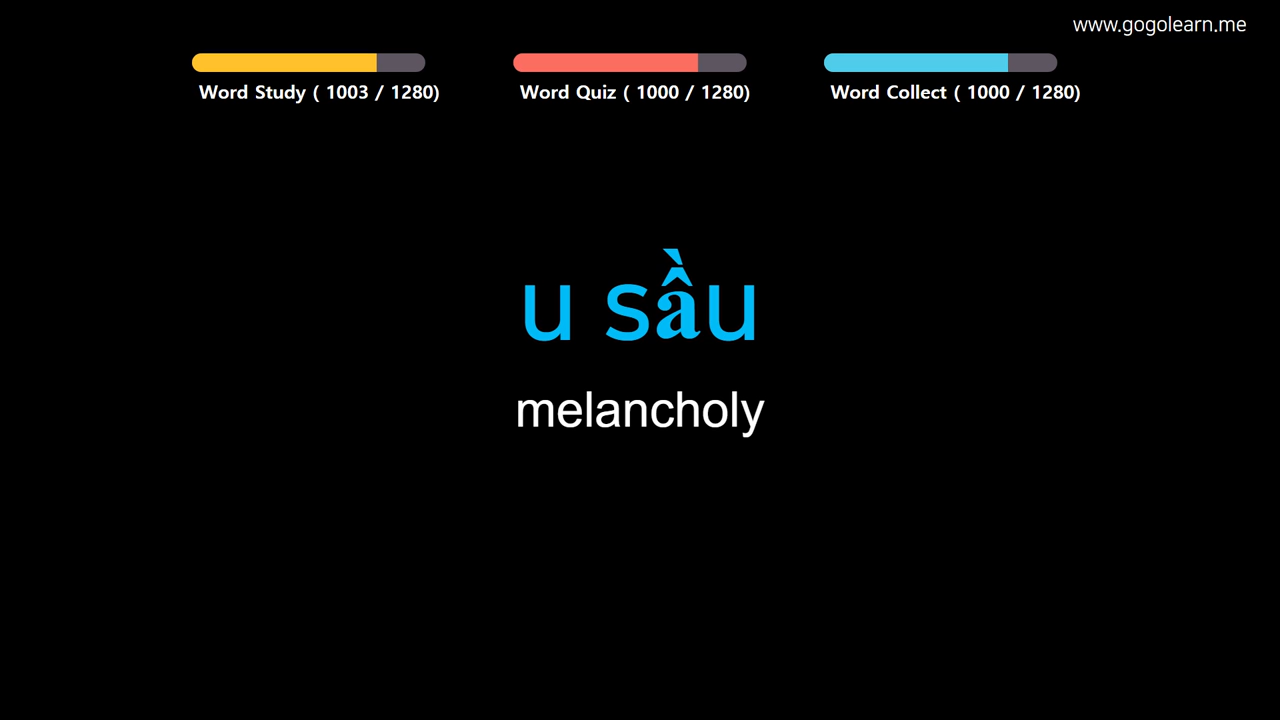 www.gogolearn.me
Word Study ( 1003 / 1280)
Word Quiz ( 1000 / 1280)
Word Collect ( 1000 / 1280)
u sầu
melancholy